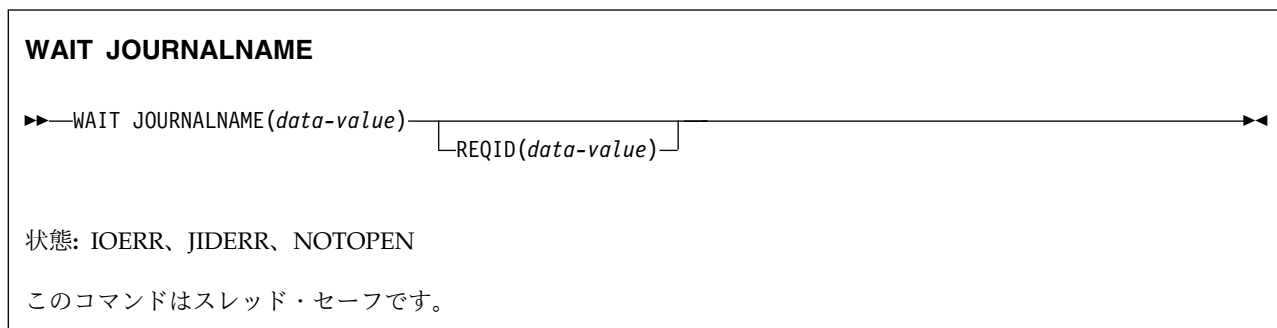 WAIT JOURNALNAME
WAIT JOURNALNAME(data-value)
REQID(data-value)
状態: IOERR、JIDERR、NOTOPEN
このコマンドはスレッド・セーフです。